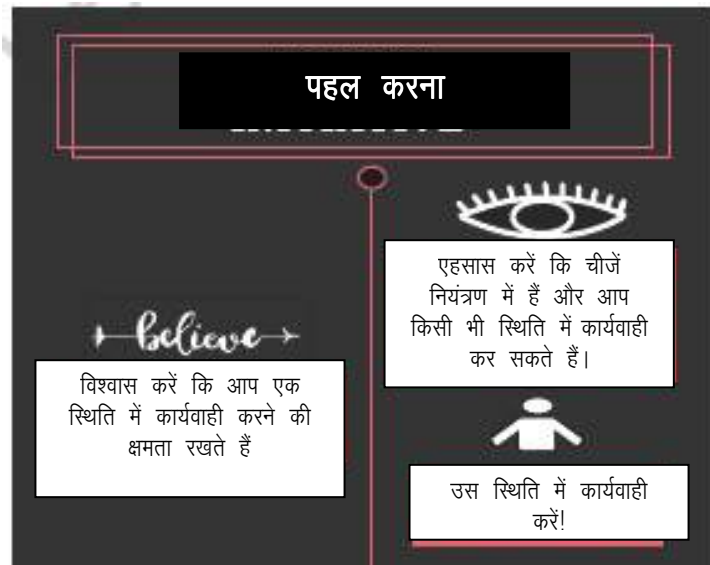 पहल करना
एहसास करें कि चीजें
नियंत्रण में हैं और आप
किसी भी स्थिति में कार्यवाही
कर सकते हैं।
believe
विश्वास करें कि आप एक
स्थिति में कार्यवाही करने की
क्षमता रखते हैं
उस स्थिति में कार्यवाही
करें!